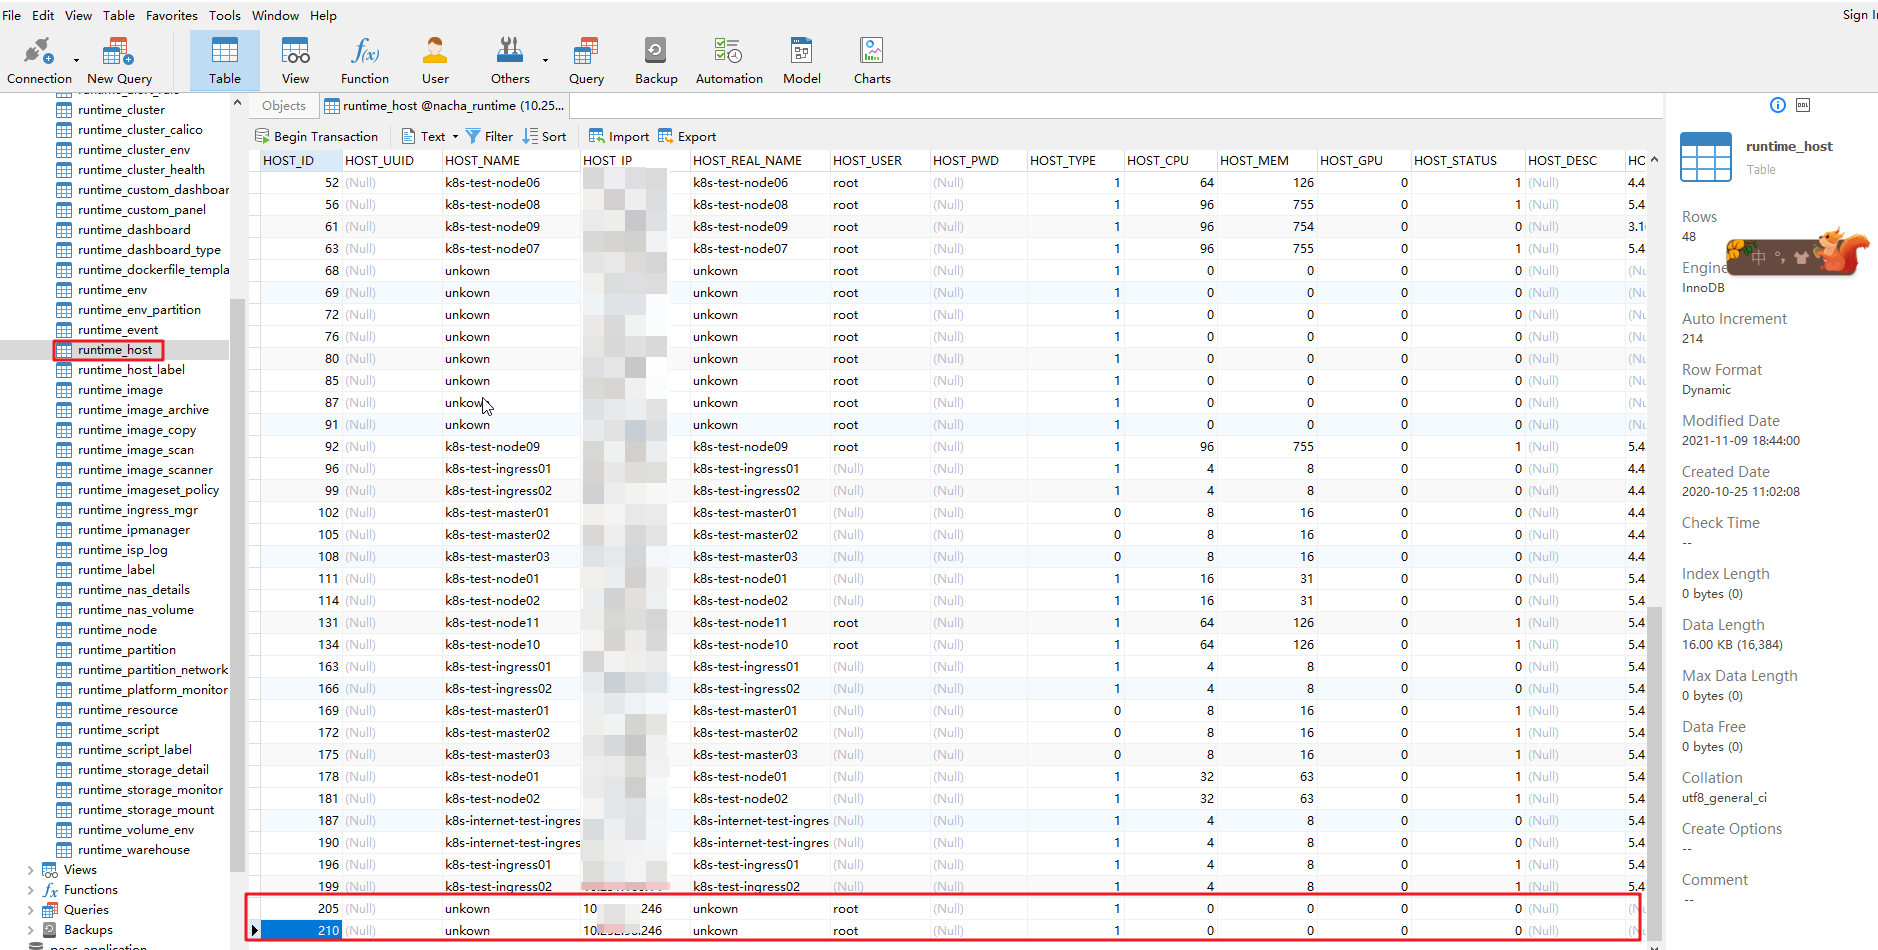 File Edit View Table Favorites Tools Window Help
Connection New Query Table View Function User Others Query Backup Automation Model Charts
runtime_cluster
runtime_cluster_calico
runtime_cluster_env
runtime_cluster_health
runtime_custom_dashboar
runtime_custom_panel
runtime_dashboard
runtime_dashboard_type
runtime_dockerfile_templa
runtime_env
runtime_env_partition
runtime_event
runtime_host
runtime_host_label
runtime_image
runtime_image_archive
runtime_image_copy
runtime_image_scan
runtime_image_scanner
runtime_imageset_policy
runtime_ingress_mgr
runtime_ipmanager
runtime_isp_log
runtime_label
runtime_nas_details
runtime_nas_volume
runtime_node
runtime_partition
runtime_partition_network
runtime_platform_monitor
runtime_resource
runtime_script
runtime_script_label
runtime_storage_detail
runtime_storage_monitor
runtime_storage_mount
runtime_volume_env
runtime_warehouse
Views
Functions
Queries
Backups
Objects runtime_host @nacha_runtime (10.25...
Begin Transaction Text Filter Sort Import Export
HOST_ID HOST_UUID HOST_NAME HOST_IP HOST_REAL_NAME HOST_USER HOST_PWD HOST_TYPE HOST_CPU HOST_MEM HOST_GPU HOST_STATUS HOST_DESC HO
52 (Null) k8s-test-node06 k8s-test-node06 root (Null) 1 64 126 0 1 (Null) 4.4
56 (Null) k8s-test-node08 k8s-test-node08 root (Null) 1 96 755 0 1 (Null) 5.4
61 (Null) k8s-test-node09 k8s-test-node09 root (Null) 1 96 754 0 0 (Null) 3.1
63 (Null) k8s-test-node07 k8s-test-node07 root (Null) 1 96 755 0 1 (Null) 5.4
68 (Null) unkown unkown root (Null) 1 0 0 0 0 (Null) (Nu
69 (Null) unkown unkown root (Null) 1 0 0 0 0 (Null) (Nu
72 (Null) unkown unkown root (Null) 1 0 0 0 0 (Null) (Nu
76 (Null) unkown unkown root (Null) 1 0 0 0 0 (Null) (Nu
80 (Null) unkown unkown root (Null) 1 0 0 0 0 (Null) (Nu
85 (Null) unkown unkown root (Null) 1 0 0 0 0 (Null) (Nu
87 (Null) unkown unkown root (Null) 1 0 0 0 0 (Null) (Nu
91 (Null) unkown unkown root (Null) 1 0 0 0 0 (Null) (Nu
92 (Null) k8s-test-node09 k8s-test-node09 root (Null) 1 96 755 0 1 (Null) 5.4
96 (Null) k8s-test-ingress01 k8s-test-ingress01 (Null) (Null) 1 4 8 0 0 (Null) 4.4
99 (Null) k8s-test-ingress02 k8s-test-ingress02 (Null) (Null) 1 4 8 0 0 (Null) 4.4
102 (Null) k8s-test-master01 k8s-test-master01 (Null) (Null) 0 8 16 0 0 (Null) 4.4
105 (Null) k8s-test-master02 k8s-test-master02 (Null) (Null) 0 8 16 0 0 (Null) 4.4
108 (Null) k8s-test-master03 k8s-test-master03 (Null) (Null) 0 8 16 0 0 (Null) 4.4
111 (Null) k8s-test-node01 k8s-test-node01 (Null) (Null) 1 16 31 0 0 (Null) 5.4
114 (Null) k8s-test-node02 k8s-test-node02 (Null) (Null) 1 16 31 0 0 (Null) 5.4
131 (Null) k8s-test-node11 k8s-test-node11 root (Null) 1 64 126 0 1 (Null) 5.4
134 (Null) k8s-test-node10 k8s-test-node10 root (Null) 1 64 126 0 1 (Null) 5.4
163 (Null) k8s-test-ingress01 k8s-test-ingress01 (Null) (Null) 1 4 8 0 0 (Null) 5.4
166 (Null) k8s-test-ingress02 k8s-test-ingress02 (Null) (Null) 1 4 8 0 0 (Null) 5.4
169 (Null) k8s-test-master01 k8s-test-master01 (Null) (Null) 0 8 16 0 1 (Null) 5.4
172 (Null) k8s-test-master02 k8s-test-master02 (Null) (Null) 0 8 16 0 1 (Null) 5.4
175 (Null) k8s-test-master03 k8s-test-master03 (Null) (Null) 0 8 16 0 1 (Null) 5.4
178 (Null) k8s-test-node01 k8s-test-node01 (Null) (Null) 1 32 63 0 1 (Null) 5.4
181 (Null) k8s-test-node02 k8s-test-node02 (Null) (Null) 1 32 63 0 1 (Null) 5.4
187 (Null) k8s-internet-test-ingres k8s-internet-test-ingres (Null) (Null) 1 4 8 0 0 (Null) 5.4
190 (Null) k8s-internet-test-ingres k8s-internet-test-ingres (Null) (Null) 1 4 8 0 0 (Null) 5.4
196 (Null) k8s-test-ingress01 k8s-test-ingress01 (Null) (Null) 1 4 8 0 1 (Null) 5.4
199 (Null) k8s-test-ingress02 k8s-test-ingress02 (Null) (Null) 1 4 8 0 1 (Null) 5.4
205 (Null) unkown 10 246 unkown root (Null) 1 0 0 0 0 (Null) (Nu
210 (Null) unkown 246 unkown root (Null) 1 0 0 0 0 (Null) (Nu
Sign I
runtime_host
Table
Rows
48
Engine
InnoDB
Auto Increment
214
Row Format
Dynamic
Modified Date
2021-11-09 18:44:00
Created Date
2020-10-25 11:02:08
Check Time
--
Index Length
0 bytes (0)
Data Length
16.00 KB (16,384)
Max Data Length
0 bytes (0)
Data Free
0 bytes (0)
Collation
utf8_general_ci
Create Options
--
Comment
--
中 °,